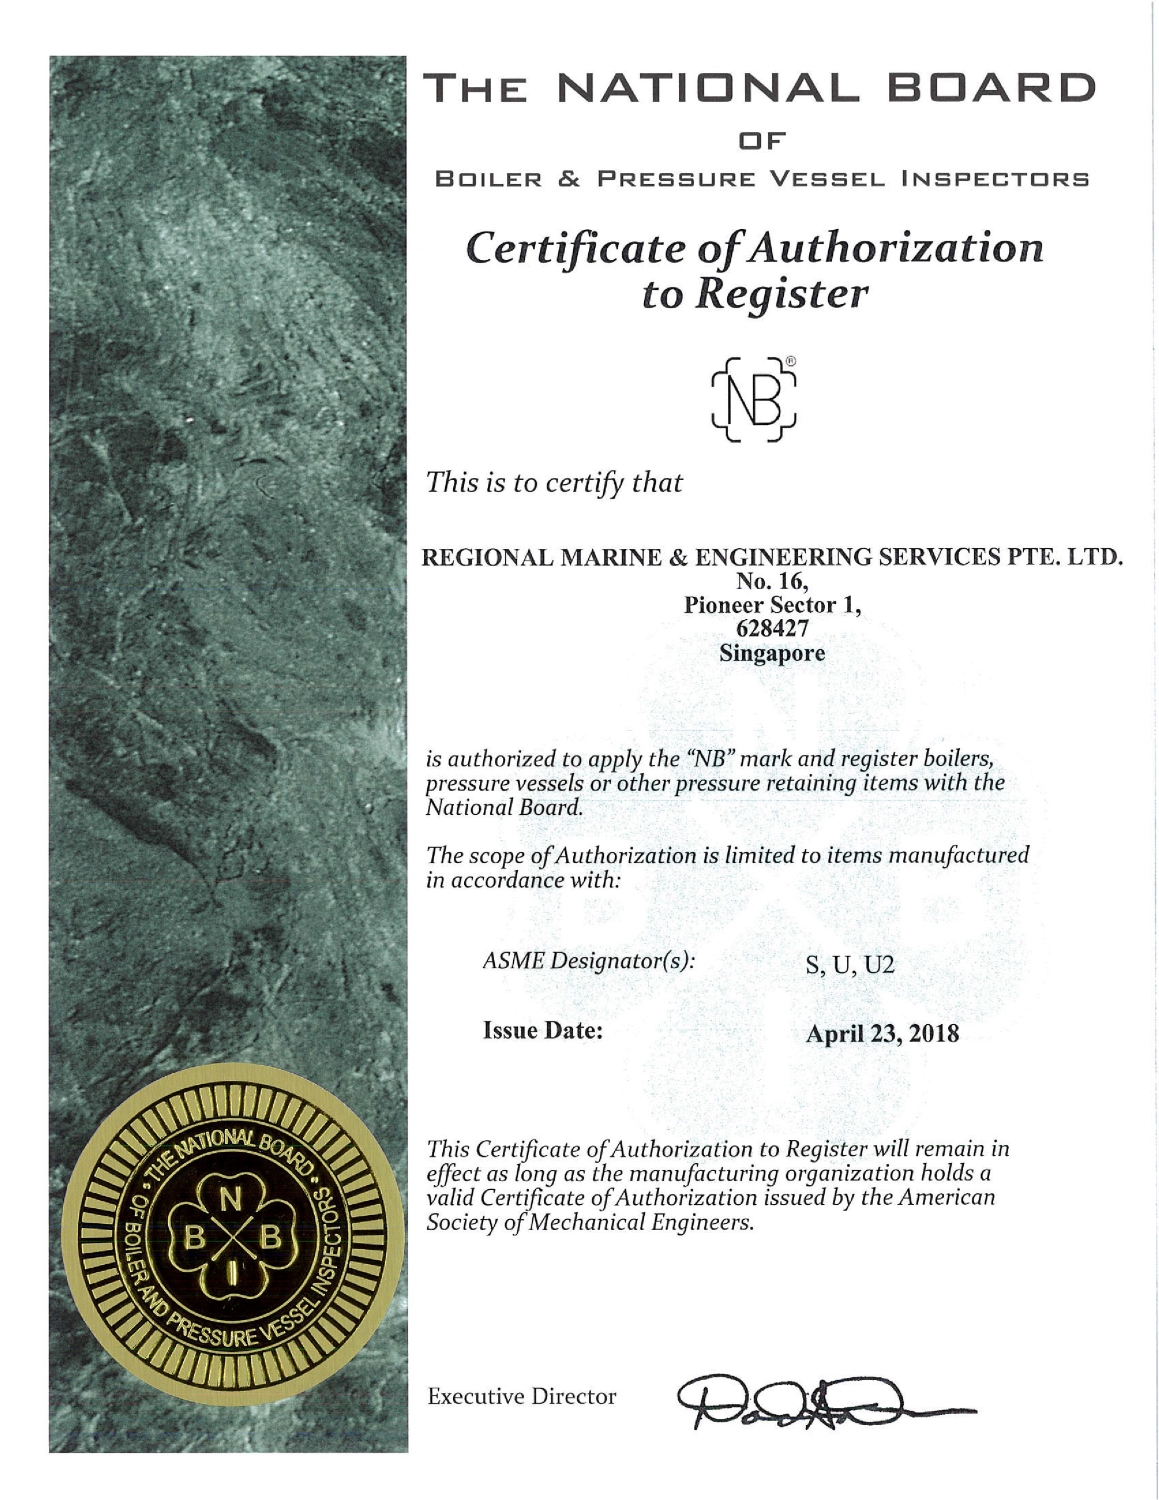 THE NATIONAL BOARD
OF
BOILER & PRESSURE VESSEL INSPECTORS
Certificate of Authorization
to Register
NB®
This is to certify that
REGIONAL MARINE & ENGINEERING SERVICES PTE. LTD.
No. 16,
Pioneer Sector 1,
628427
Singapore
is authorized to apply the “NB” mark and register boilers,
pressure vessels or other pressure retaining items with the
National Board.
The scope of Authorization is limited to items manufactured
in accordance with:
ASME Designator(s): S, U, U2
Issue Date: April 23, 2018
This Certificate of Authorization to Register will remain in
effect as long as the manufacturing organization holds a
valid Certificate of Authorization issued by the American
Society of Mechanical Engineers.
Executive Director
• THE NATIONAL BOARD •
OF BOILER AND PRESSURE VESSEL INSPECTORS
N
B B
I
N
B B
I